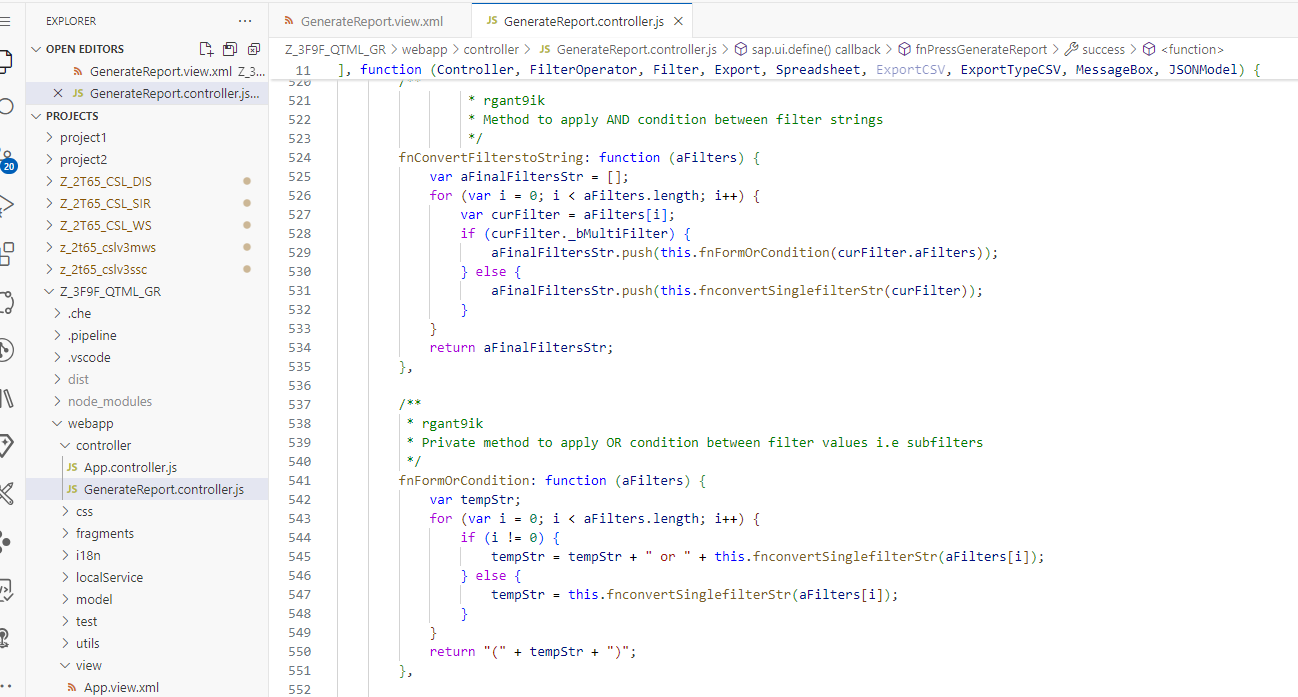 EXPLORER
···
OPEN EDITORS
GenerateReport.view.xml Z_3...
JS GenerateReport.controller.js...
PROJECTS
project1
project2
Z_2T65_CSL_DIS
Z_2T65_CSL_SIR
Z_2T65_CSL_WS
z_2t65_cslv3mws
z_2t65_cslv3ssc
Z_3F9F_QTML_GR
.che
.pipeline
.vscode
dist
node_modules
webapp
controller
JS App.controller.js
JS GenerateReport.controller.js
css
fragments
i18n
localService
model
test
utils
view
App.view.xml
20
GenerateReport.view.xml
JS GenerateReport.controller.js
Z_3F9F_QTML_GR > webapp > controller > JS GenerateReport.controller.js > sap.ui.define() callback > fnPressGenerateReport > success > <function>
11 ], function (Controller, FilterOperator, Filter, Export, Spreadsheet, ExportCSV, ExportTypeCSV, MessageBox, JSONModel) {
520
521 * rgant9ik
522 * Method to apply AND condition between filter strings
523 */
524 fnConvertFilterstoString: function (aFilters) {
525 var aFinalFiltersStr = [];
526 for (var i = 0; i < aFilters.length; i++) {
527 var curFilter = aFilters[i];
528 if (curFilter._bMultiFilter) {
529 aFinalFiltersStr.push(this.fnFormOrCondition(curFilter.aFilters));
530 } else {
531 aFinalFiltersStr.push(this.fnconvertSinglefilterStr(curFilter));
532 }
533 }
534 return aFinalFiltersStr;
535 },
536
537 /**
538 * rgant9ik
539 * Private method to apply OR condition between filter values i.e subfilters
540 */
541 fnFormOrCondition: function (aFilters) {
542 var tempStr;
543 for (var i = 0; i < aFilters.length; i++) {
544 if (i != 0) {
545 tempStr = tempStr + " or " + this.fnconvertSinglefilterStr(aFilters[i]);
546 } else {
547 tempStr = this.fnconvertSinglefilterStr(aFilters[i]);
548 }
549 }
550 return "(" + tempStr + ")";
551 },
552